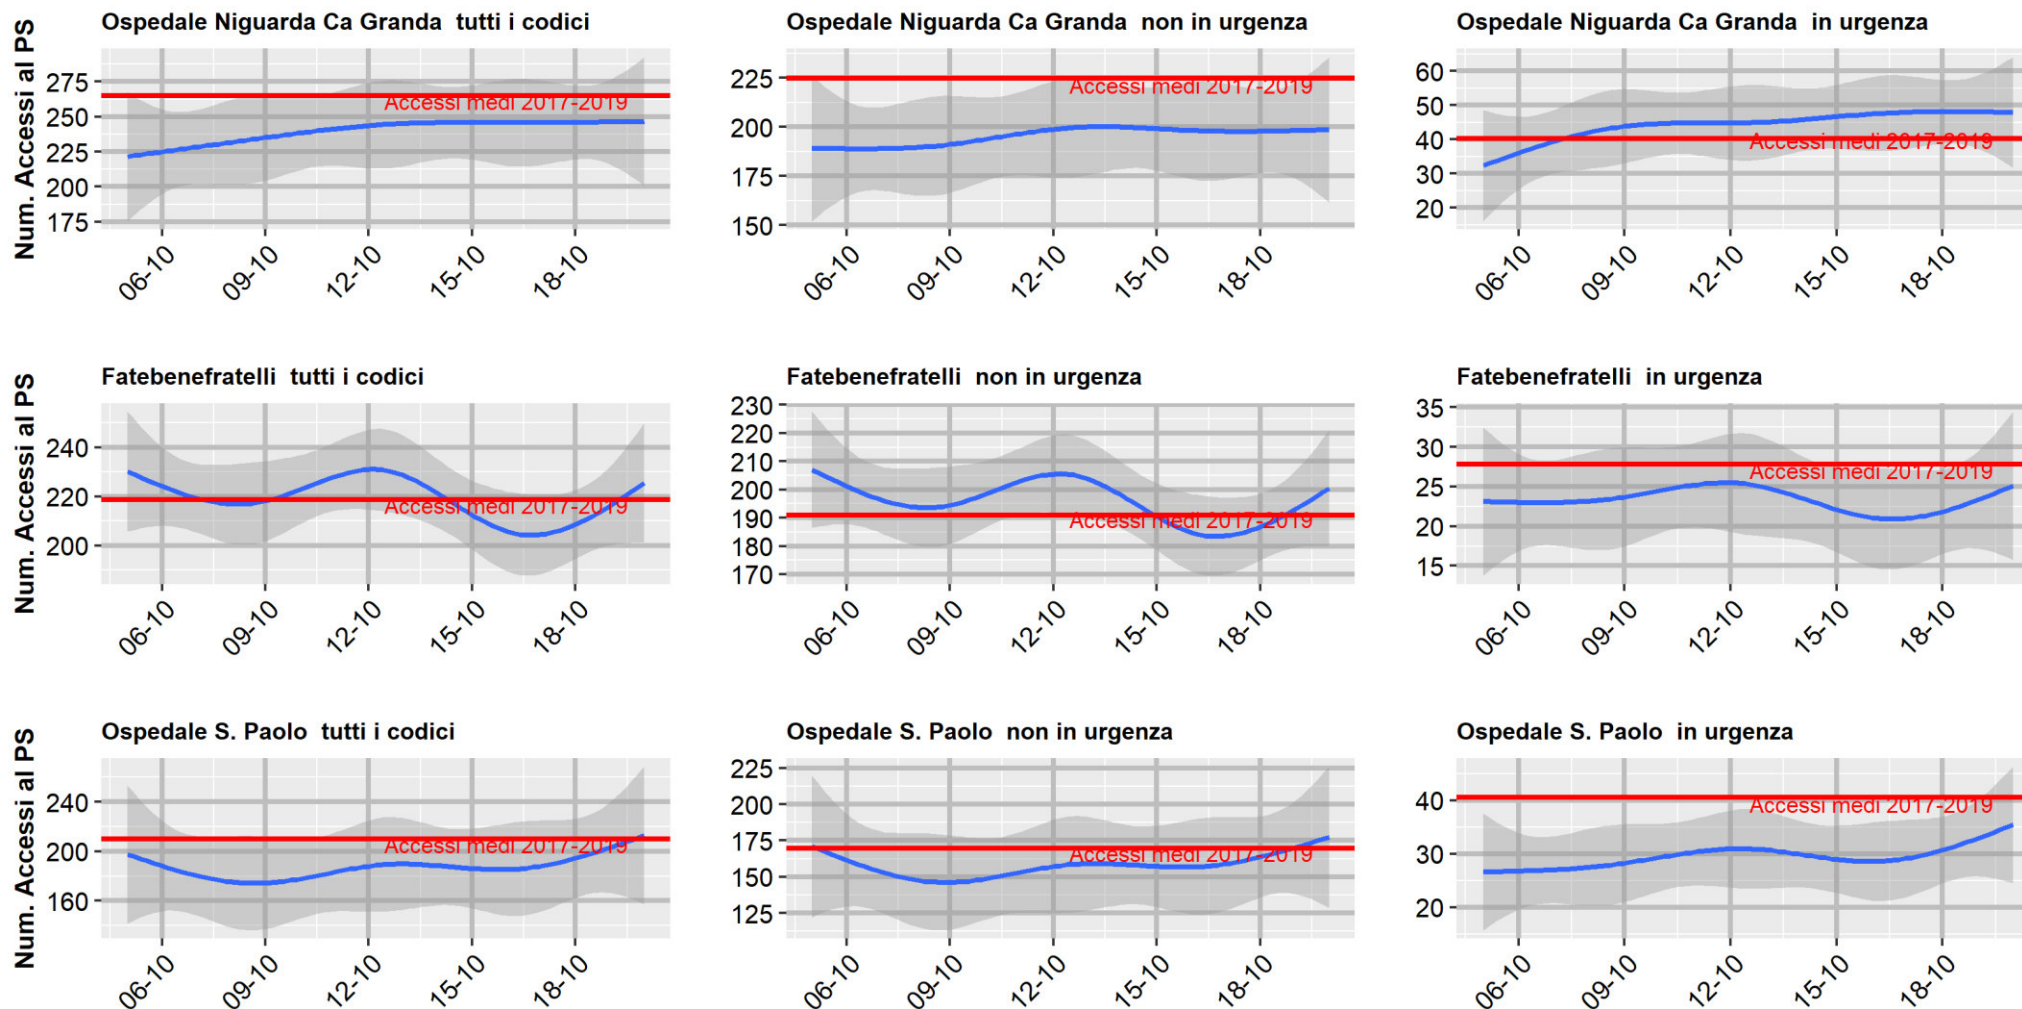 Ospedale Niguarda Ca Granda  tutti i codici
Num. Accessi al PS
275
250
225
200
175
Accessi medi 2017-2019
06-10 09-10 12-10 15-10 18-10
Ospedale Niguarda Ca Granda  non in urgenza
225
200
175
150
Accessi medi 2017-2019
06-10 09-10 12-10 15-10 18-10
Ospedale Niguarda Ca Granda  in urgenza
60
50
40
30
20
Accessi medi 2017-2019
06-10 09-10 12-10 15-10 18-10
Fatebenefratelli  tutti i codici
Num. Accessi al PS
240
220
200
Accessi medi 2017-2019
06-10 09-10 12-10 15-10 18-10
Fatebenefratelli  non in urgenza
230
220
210
200
190
180
170
Accessi medi 2017-2019
06-10 09-10 12-10 15-10 18-10
Fatebenefratelli  in urgenza
35
30
25
20
15
Accessi medi 2017-2019
06-10 09-10 12-10 15-10 18-10
Ospedale S. Paolo  tutti i codici
Num. Accessi al PS
240
200
160
Accessi medi 2017-2019
06-10 09-10 12-10 15-10 18-10
Ospedale S. Paolo  non in urgenza
225
200
175
150
125
Accessi medi 2017-2019
06-10 09-10 12-10 15-10 18-10
Ospedale S. Paolo  in urgenza
40
30
20
Accessi medi 2017-2019
06-10 09-10 12-10 15-10 18-10